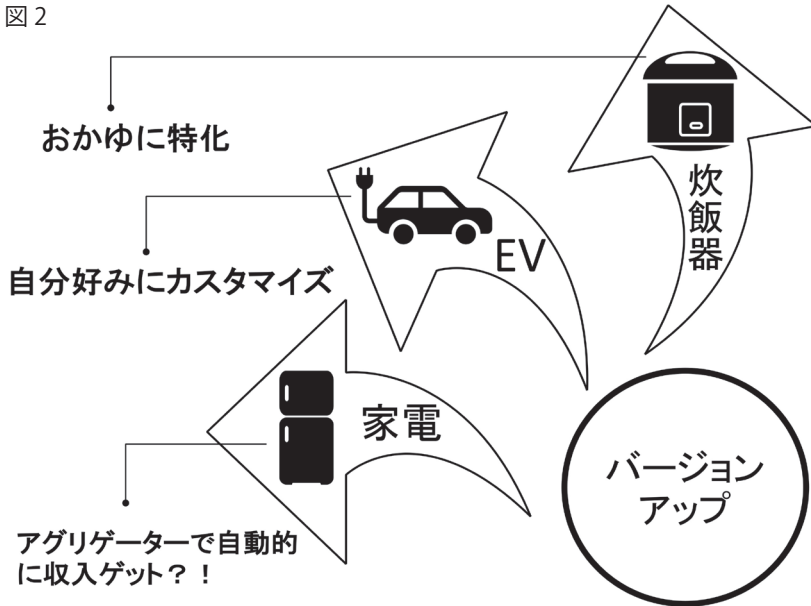 図2
おかゆに特化
炊飯器
自分好みにカスタマイズ
EV
家電
アグリゲーターで自動的
に収入ゲット?!
バージョン
アップ